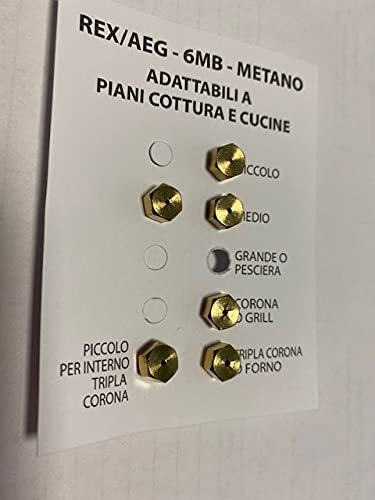 REX/AEG - 6MB - METANO
ADATTABILI A
PIANI COTTURA E CUCINE
PICCOLO
MEDIO
GRANDE O
PESCIERA
CORONA
O GRILL
PICCOLO
PER INTERNO
TRIPLA
CORONA
TRIPLA CORONA
O FORNO